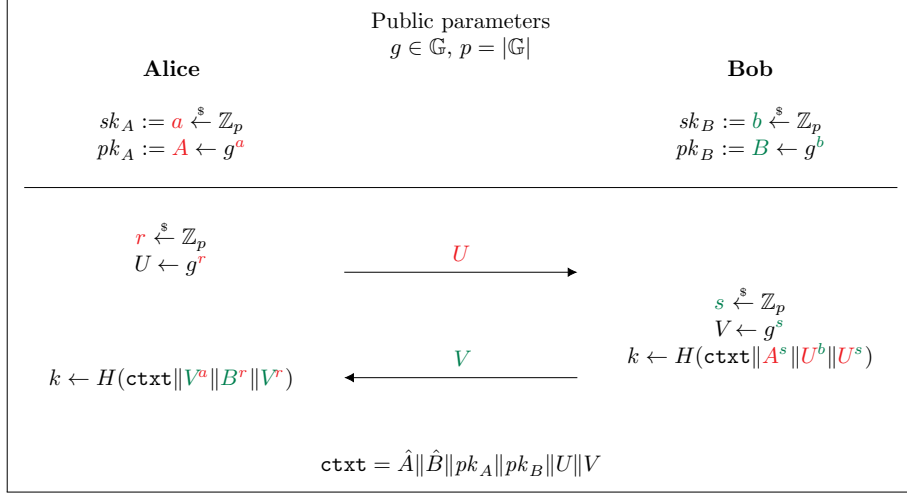 Public parameters
g ∈ 𝔾, p = |𝔾|
Alice
Bob
sk_A := a ←$ ℤ_p
pk_A := A ← g^a
sk_B := b ←$ ℤ_p
pk_B := B ← g^b
r ←$ ℤ_p
U ← g^r
U
s ←$ ℤ_p
V ← g^s
k ← H(ctxt‖A^s‖U^b‖U^s)
V
k ← H(ctxt‖V^a‖B^r‖V^r)
ctxt = Â‖B̂‖pk_A‖pk_B‖U‖V